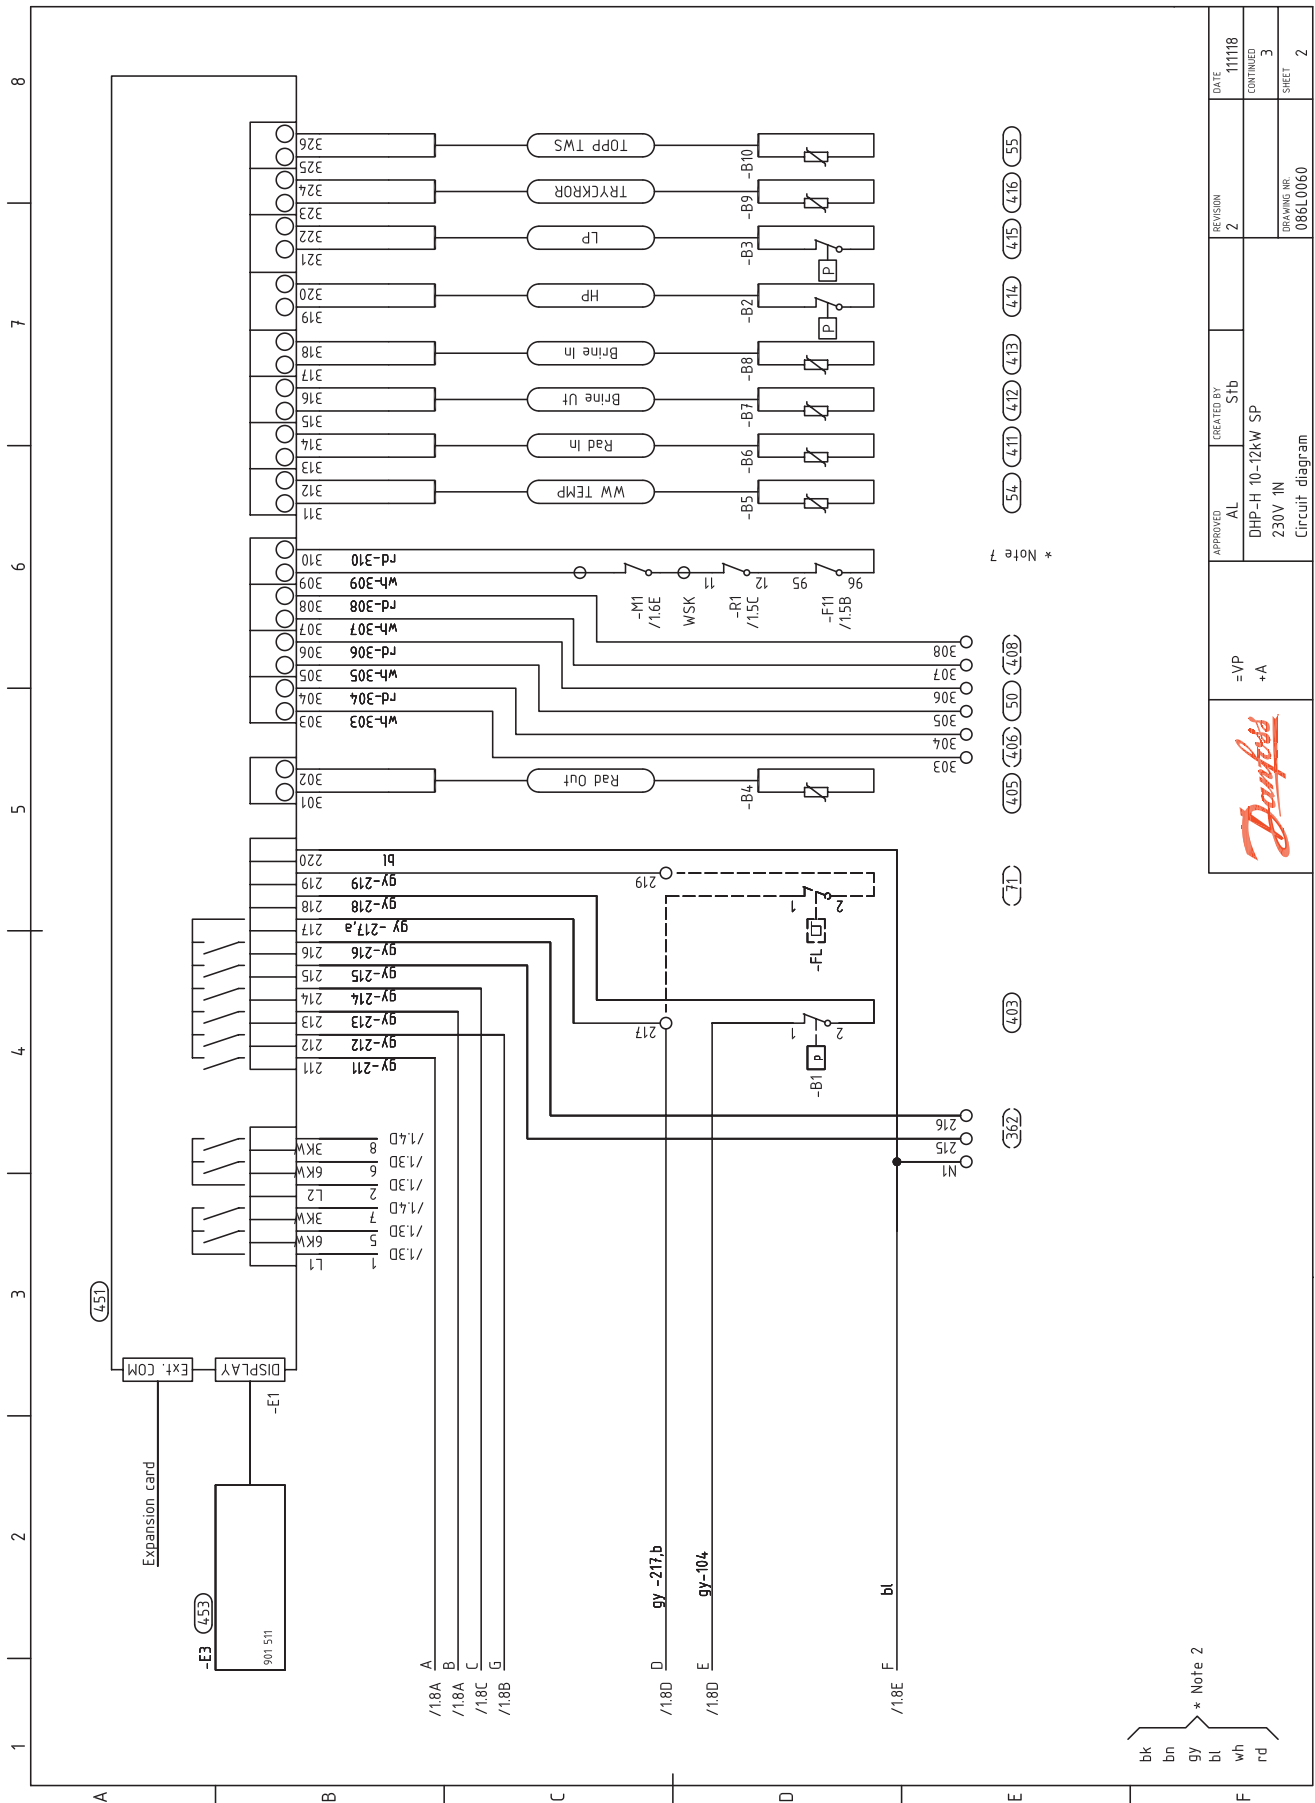 1
2
3
4
5
6
7
8
A
B
C
D
E
F
451
Ext. COM
DISPLAY
-E1
Expansion card
-E3
453
901 511
L1
6KW
3KW
L2
6KW
3KW
1
5
7
2
6
8
/1.3D
/1.3D
/1.4D
/1.3D
/1.3D
/1.4D
211
212
213
214
215
216
217
218
219
220
gy-211
gy-212
gy-213
gy-214
gy-215
gy-216
gy -217,a
gy-218
gy-219
bl
301
302
303
304
305
306
307
308
309
310
wh-303
rd-304
wh-305
rd-306
wh-307
rd-308
wh-309
rd-310
311
312
313
314
315
316
317
318
319
320
321
322
323
324
325
326
A
B
C
G
D
E
F
/1.8A
/1.8A
/1.8C
/1.8B
/1.8D
/1.8D
/1.8E
gy -217,b
gy-104
bl
Rad Out
WW TEMP
Rad In
Brine Ut
Brine In
HP
LP
TRYCKROR
TOPP TWS
217
219
-M1
/1.6E
WSK
11
-R1
/1.5C
12
95
-F11
/1.5B
96
-B1
P
1
2
-FL
1
2
-B4
-B5
-B6
-B7
-B8
-B2
P
-B3
P
-B9
-B10
N1
215
216
303
304
305
306
307
308
362
403
71
405
406
50
408
* Note 7
54
411
412
413
414
415
416
55
bk
bn
gy
bl
wh
rd
* Note 2
Danfoss
=VP
+A
APPROVED
AL
CREATED BY
Stb
REVISION
2
DATE
111118
DHP-H 10-12kW SP
230V 1N
Circuit diagram
CONTINUED
3
DRAWING NR.
086L0060
SHEET
2